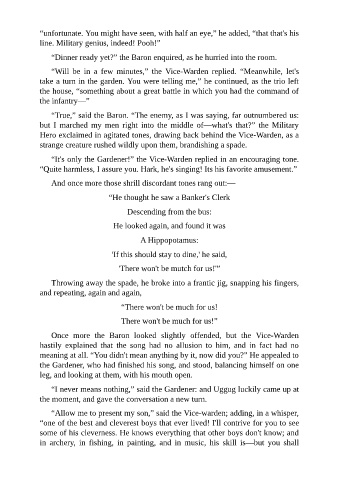 “unfortunate. You might have seen, with half an eye,” he added, “that that's his
line. Military genius, indeed! Pooh!”
“Dinner ready yet?” the Baron enquired, as he hurried into the room.
“Will be in a few minutes,” the Vice-Warden replied. “Meanwhile, let's
take a turn in the garden. You were telling me,” he continued, as the trio left
the house, “something about a great battle in which you had the command of
the infantry—”
“True,” said the Baron. “The enemy, as I was saying, far outnumbered us:
but I marched my men right into the middle of—what's that?” the Military
Hero exclaimed in agitated tones, drawing back behind the Vice-Warden, as a
strange creature rushed wildly upon them, brandishing a spade.
“It's only the Gardener!” the Vice-Warden replied in an encouraging tone.
“Quite harmless, I assure you. Hark, he's singing! Its his favorite amusement.”
And once more those shrill discordant tones rang out:—
“He thought he saw a Banker's Clerk
Descending from the bus:
He looked again, and found it was
A Hippopotamus:
'If this should stay to dine,' he said,
'There won't be mutch for us!'”
Throwing away the spade, he broke into a frantic jig, snapping his fingers,
and repeating, again and again,
“There won't be much for us!
There won't be much for us!”
Once more the Baron looked slightly offended, but the Vice-Warden
hastily explained that the song had no allusion to him, and in fact had no
meaning at all. “You didn't mean anything by it, now did you?” He appealed to
the Gardener, who had finished his song, and stood, balancing himself on one
leg, and looking at them, with his mouth open.
“I never means nothing,” said the Gardener: and Uggug luckily came up at
the moment, and gave the conversation a new turn.
“Allow me to present my son,” said the Vice-warden; adding, in a whisper,
“one of the best and cleverest boys that ever lived! I'll contrive for you to see
some of his cleverness. He knows everything that other boys don't know; and
in archery, in fishing, in painting, and in music, his skill is—but you shall